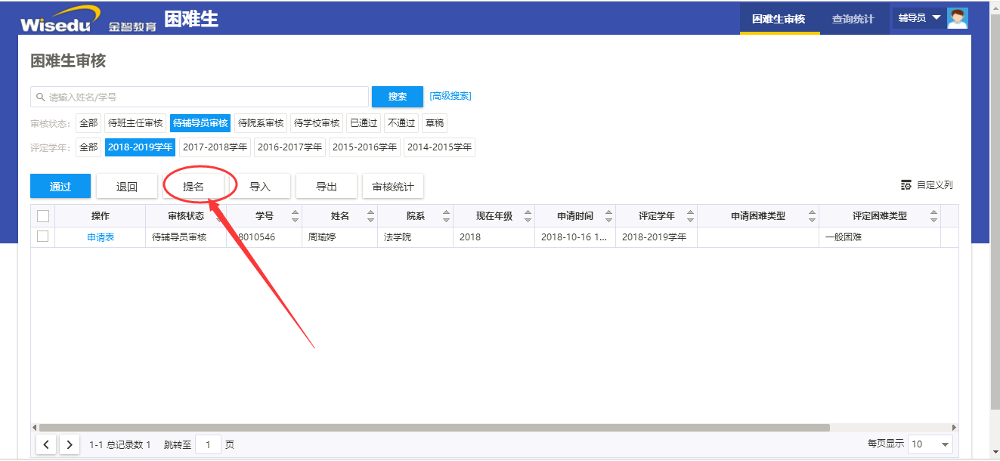 Wisedu 金智教育 困难生 困难生审核 查询统计 辅导员
困难生审核
请输入姓名/学号 搜索 [高级搜索]
审核状态: 全部 待班主任审核 待辅导员审核 待院系审核 待学校审核 已通过 不通过 草稿
评定学年: 全部 2018-2019学年 2017-2018学年 2016-2017学年 2015-2016学年 2014-2015学年
通过 退回 提名 导入 导出 审核统计 自定义列
操作 审核状态 学号 姓名 院系 现在年级 申请时间 评定学年 申请困难类型 评定困难类型
申请表 待辅导员审核 8010546 周瑜婷 法学院 2018 2018-10-16 1... 2018-2019学年 一般困难
1-1 总记录数 1 跳转至 1 页 每页显示 10